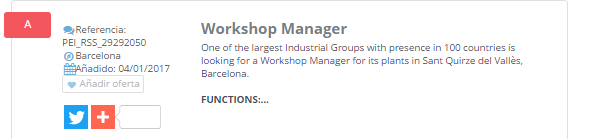 A
Referencia:
PEI_RSS_29292050
Barcelona
Añadido: 04/01/2017
Añadir oferta
Workshop Manager
One of the largest Industrial Groups with presence in 100 countries is
looking for a Workshop Manager for its plants in Sant Quirze del Vallès,
Barcelona.
FUNCTIONS:...